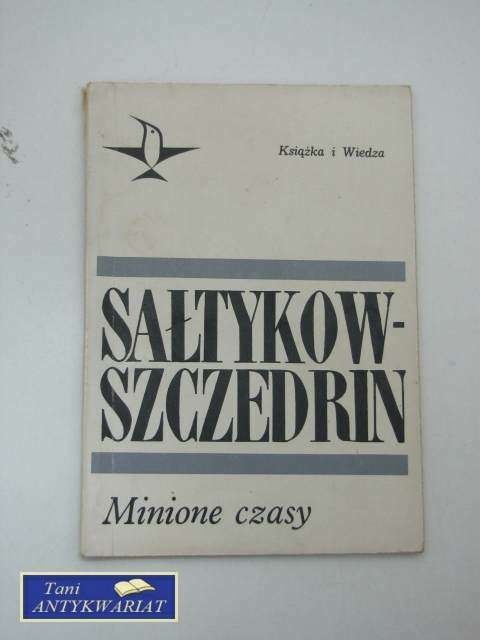 Książka i Wiedza
SAŁTYKOW-
SZCZEDRIN
Minione czasy
Tani
ANTYKWARIAT